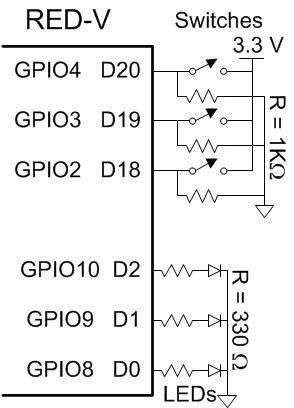 RED-V
Switches
3.3 V
GPIO4 D20
GPIO3 D19
GPIO2 D18
R = 1KΩ
GPIO10 D2
GPIO9 D1
GPIO8 D0
R = 330 Ω
LEDs